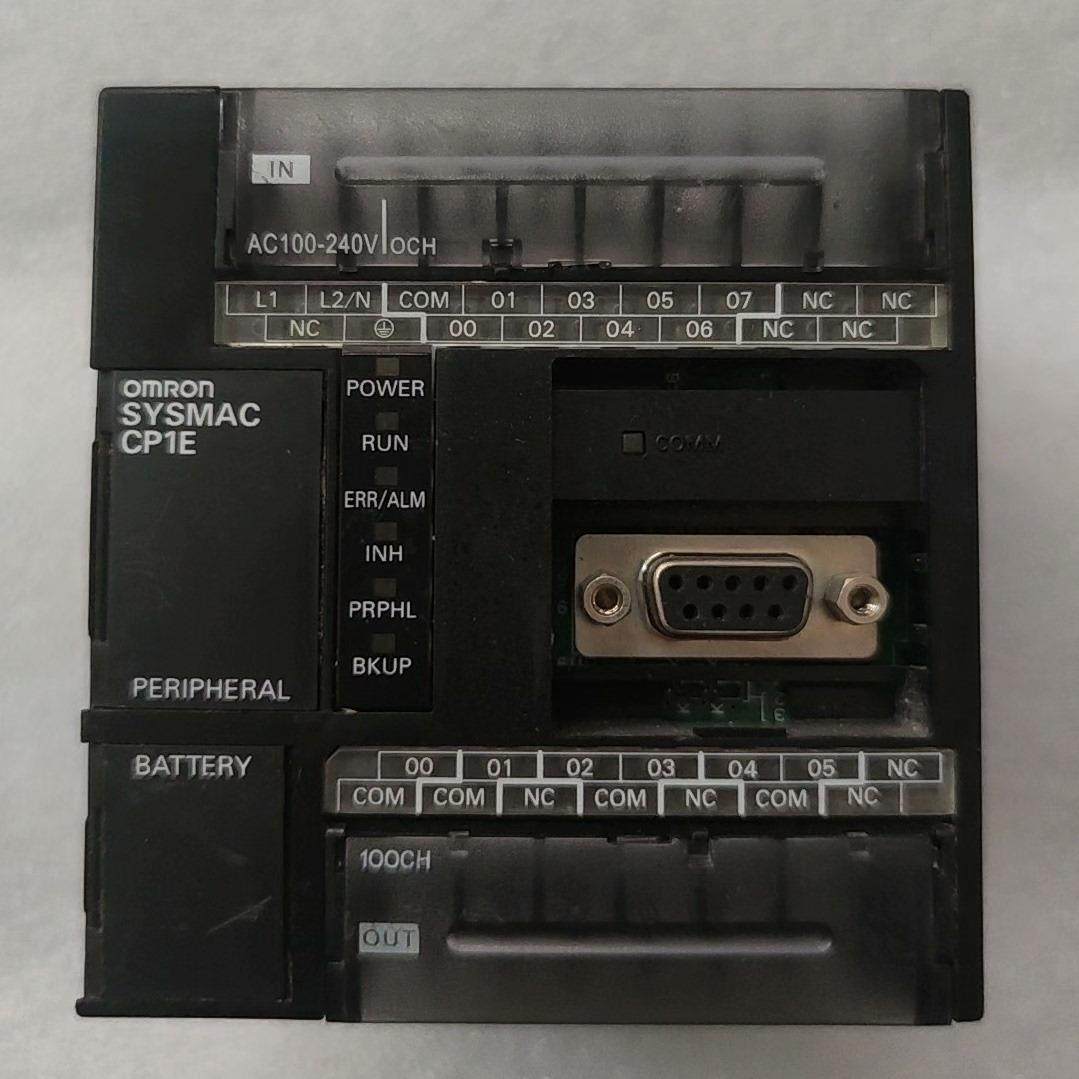 IN
AC100-240V 0CH
L1 L2/N COM 01 03 05 07 NC NC
NC 00 02 04 06 NC NC
OMRON
SYSMAC
CP1E
POWER
RUN
ERR/ALM
INH
PRPHL
BKUP
COMM
PERIPHERAL
BATTERY
00 01 02 03 04 05 NC
COM COM NC COM NC COM NC
100CH
OUT